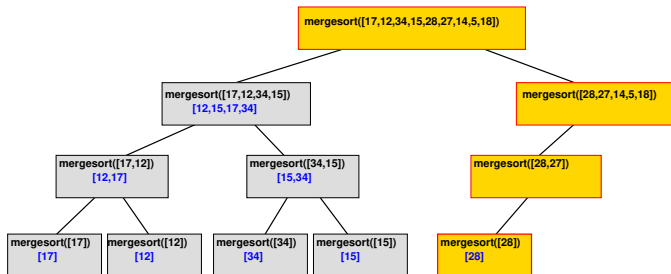 mergesort([17,12,34,15,28,27,14,5,18])
mergesort([17,12,34,15])
[12,15,17,34]
mergesort([28,27,14,5,18])
mergesort([17,12])
[12,17]
mergesort([34,15])
[15,34]
mergesort([28,27])
mergesort([17])
[17]
mergesort([12])
[12]
mergesort([34])
[34]
mergesort([15])
[15]
mergesort([28])
[28]